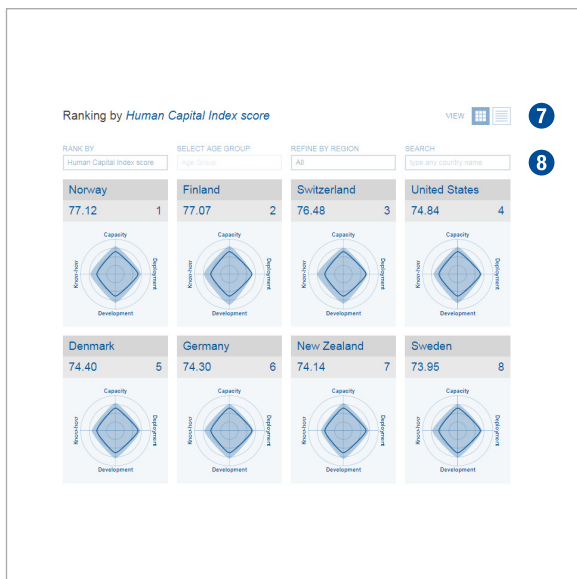 Ranking by Human Capital Index score
VIEW
7
RANK BY SELECT AGE GROUP REFINE BY REGION SEARCH
Human Capital Index score Age Group All type any country name
8
Norway Finland Switzerland United States
77.12 1 77.07 2 76.48 3 74.84 4
Capacity Capacity Capacity Capacity
Know-how Deployment Know-how Deployment Know-how Deployment Know-how Deployment
Development Development Development Development
Denmark Germany New Zealand Sweden
74.40 5 74.30 6 74.14 7 73.95 8
Capacity Capacity Capacity Capacity
Know-how Deployment Know-how Deployment Know-how Deployment Know-how Deployment
Development Development Development Development